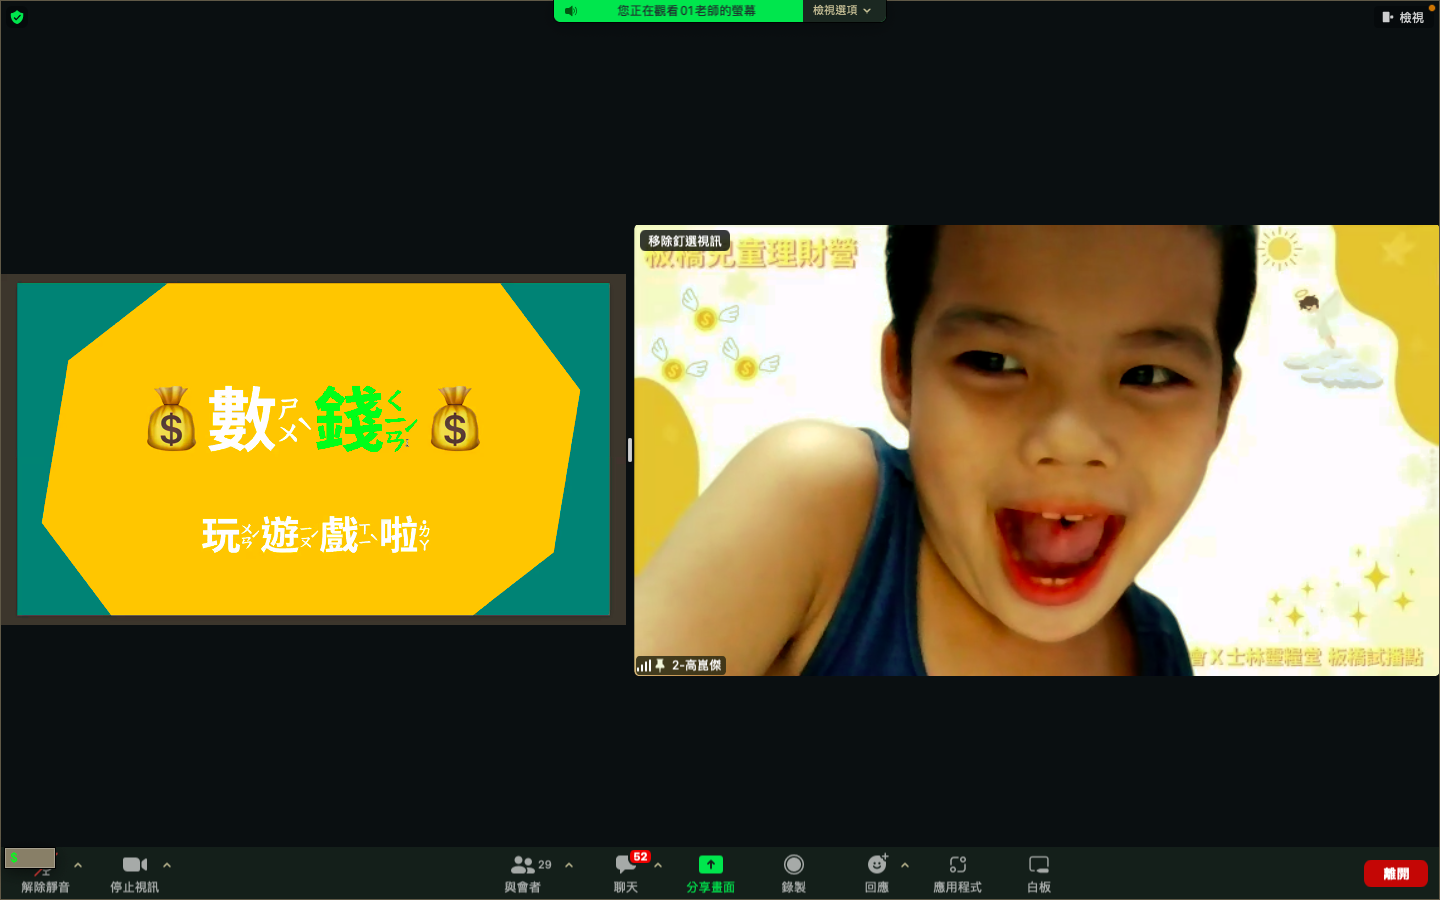 您正在觀看01老師的螢幕
檢視選項
檢視
數ㄕㄨˋ錢ㄑㄧㄢˊ
玩ㄨㄢˊ遊ㄧㄡˊ戲ㄒㄧˋ啦ㄌㄚ˙
移除釘選視訊
板橋兒童理財營
會X士林靈糧堂 板橋試播點
2-高崑傑
$
解除靜音
停止視訊
29
與會者
52
聊天
分享畫面
錄製
回應
應用程式
白板
離開